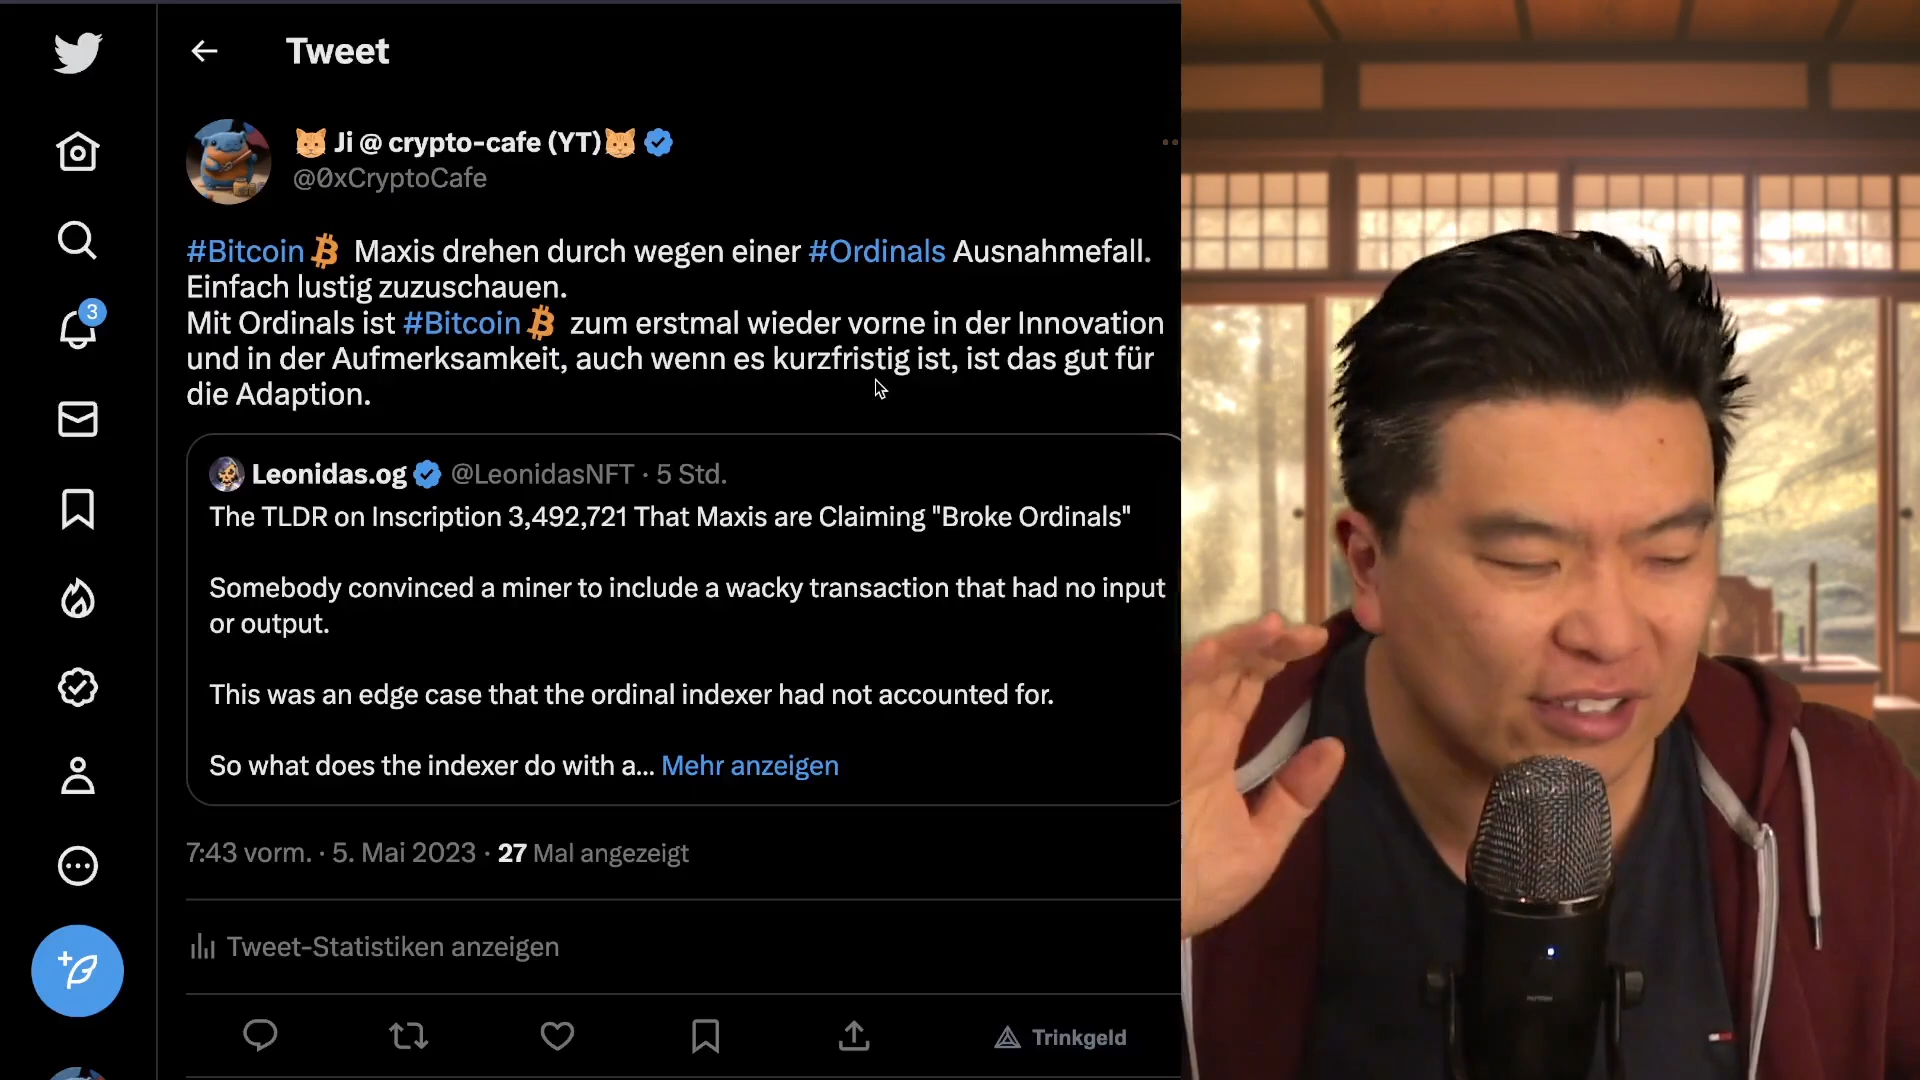 Tweet
Ji @ crypto-cafe (YT)
@0xCryptoCafe
#Bitcoin Maxis drehen durch wegen einer #Ordinals Ausnahmefall.
Einfach lustig zuzuschauen.
Mit Ordinals ist #Bitcoin zum erstmal wieder vorne in der Innovation
und in der Aufmerksamkeit, auch wenn es kurzfristig ist, ist das gut für
die Adaption.
Leonidas.og @LeonidasNFT · 5 Std.
The TLDR on Inscription 3,492,721 That Maxis are Claiming "Broke Ordinals"
Somebody convinced a miner to include a wacky transaction that had no input
or output.
This was an edge case that the ordinal indexer had not accounted for.
So what does the indexer do with a... Mehr anzeigen
7:43 vorm. · 5. Mai 2023 · 27 Mal angezeigt
Tweet-Statistiken anzeigen
Trinkgeld
3